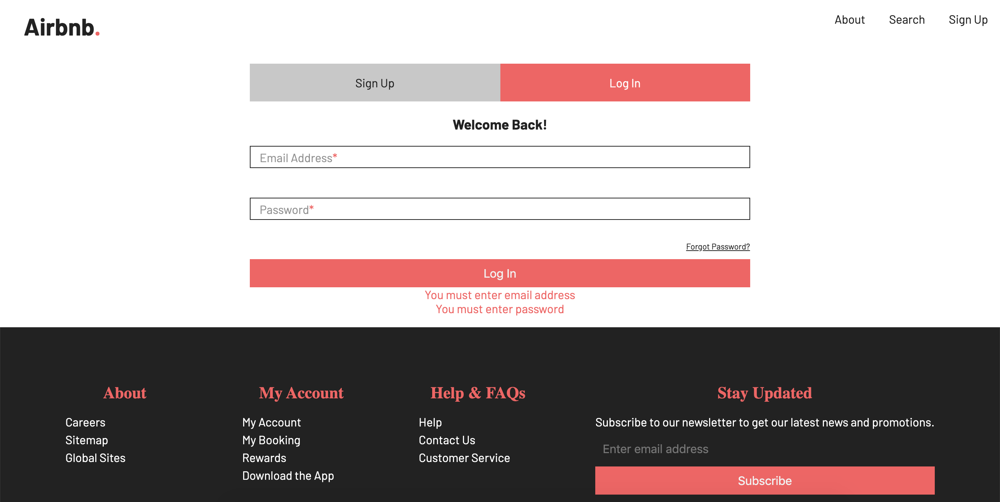 Airbnb.
About Search Sign Up
Sign Up Log In
Welcome Back!
Email Address*
Password*
Forgot Password?
Log In
You must enter email address
You must enter password
About
Careers
Sitemap
Global Sites
My Account
My Account
My Booking
Rewards
Download the App
Help & FAQs
Help
Contact Us
Customer Service
Stay Updated
Subscribe to our newsletter to get our latest news and promotions.
Enter email address
Subscribe